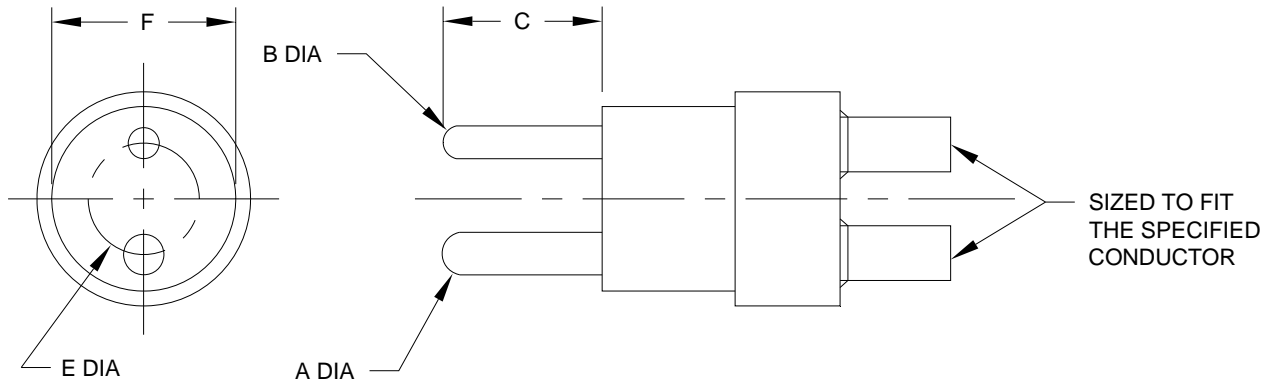 F
C
B DIA
SIZED TO FIT
THE SPECIFIED
CONDUCTOR
E DIA
A DIA